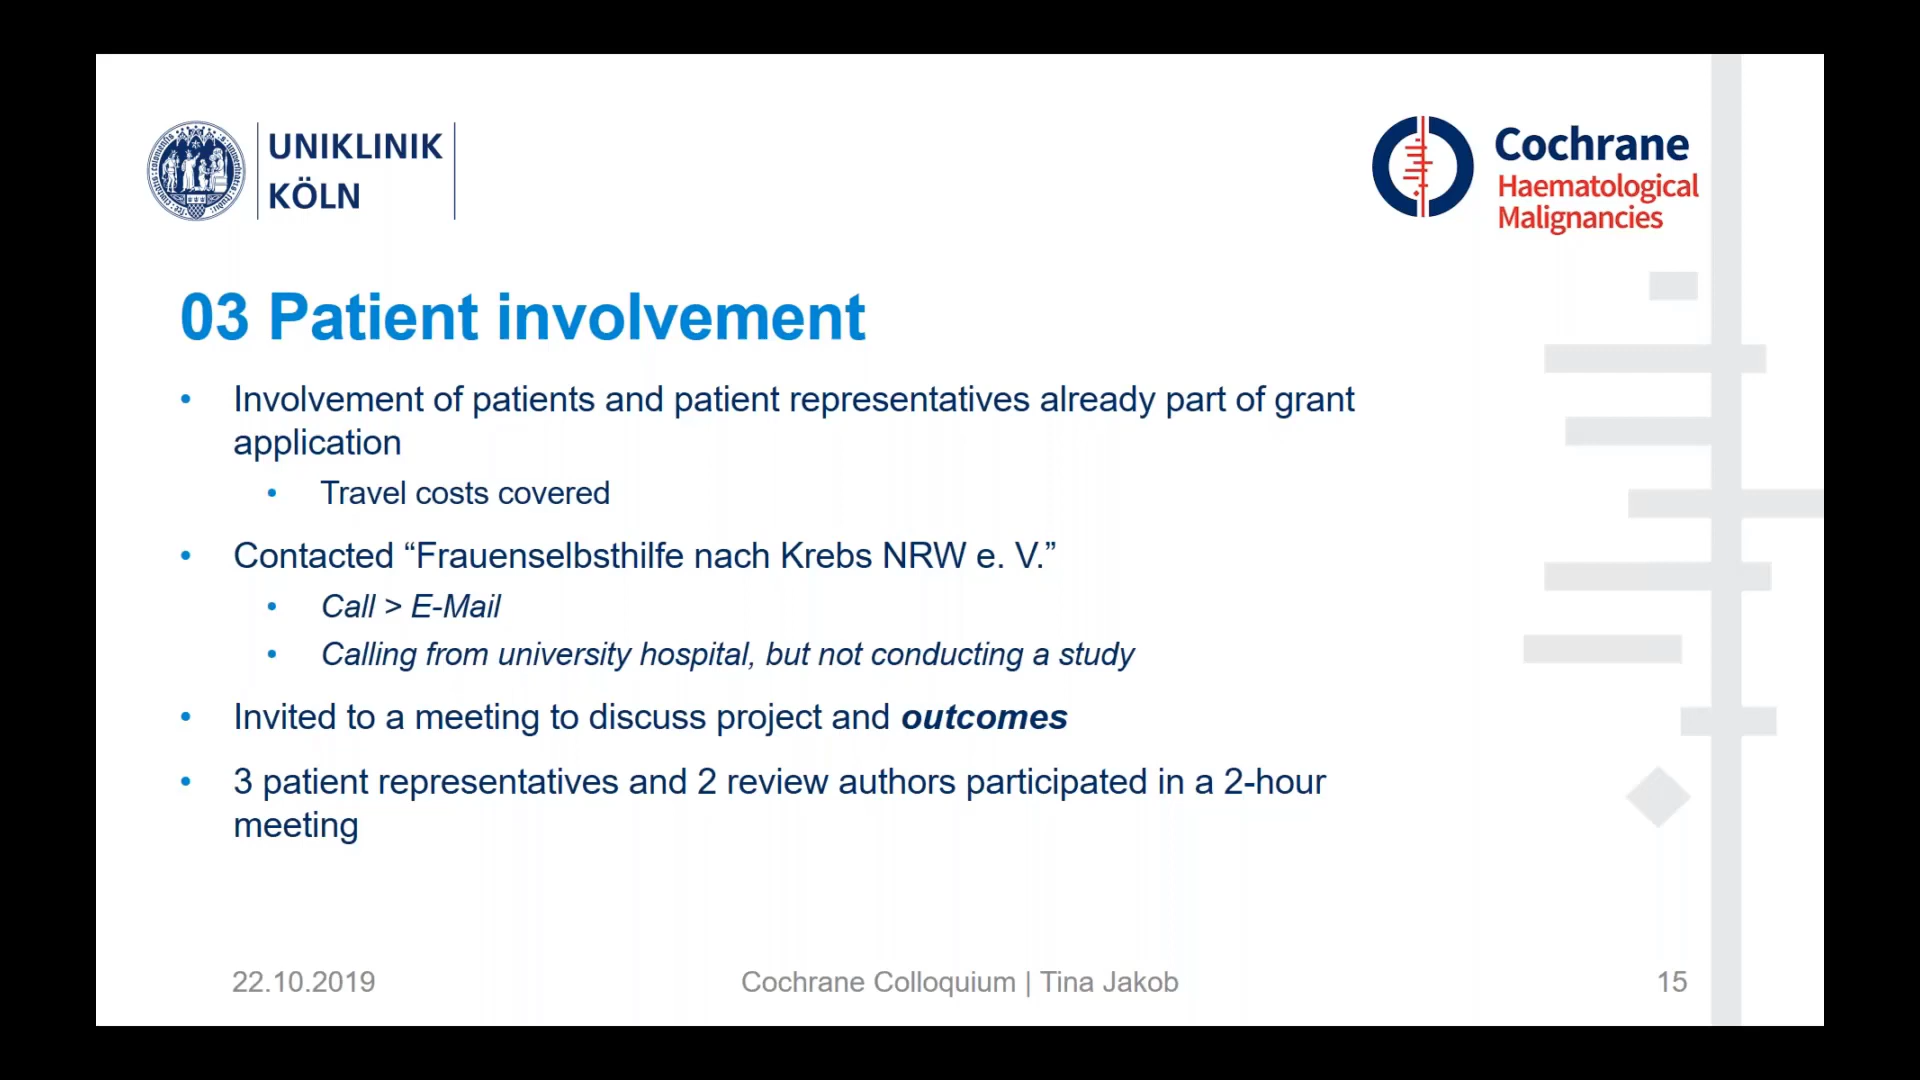 UNIKLINIK
KÖLN
Cochrane
Haematological
Malignancies
03 Patient involvement
• Involvement of patients and patient representatives already part of grant
application
• Travel costs covered
• Contacted “Frauenselbsthilfe nach Krebs NRW e. V.”
• Call > E-Mail
• Calling from university hospital, but not conducting a study
• Invited to a meeting to discuss project and outcomes
• 3 patient representatives and 2 review authors participated in a 2-hour
meeting
22.10.2019
Cochrane Colloquium | Tina Jakob
15